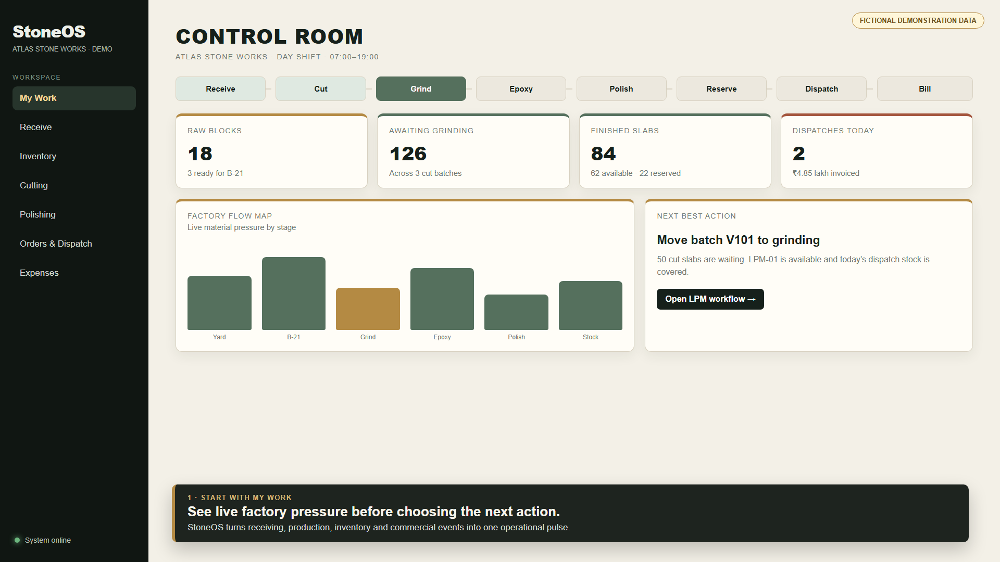 StoneOS
ATLAS STONE WORKS · DEMO
WORKSPACE
My Work
Receive
Inventory
Cutting
Polishing
Orders & Dispatch
Expenses
System online
FICTIONAL DEMONSTRATION DATA
CONTROL ROOM
ATLAS STONE WORKS · DAY SHIFT · 07:00–19:00
Receive
Cut
Grind
Epoxy
Polish
Reserve
Dispatch
Bill
RAW BLOCKS
18
3 ready for B-21
AWAITING GRINDING
126
Across 3 cut batches
FINISHED SLABS
84
62 available · 22 reserved
DISPATCHES TODAY
2
₹4.85 lakh invoiced
FACTORY FLOW MAP
Live material pressure by stage
Yard
B-21
Grind
Epoxy
Polish
Stock
NEXT BEST ACTION
Move batch V101 to grinding
50 cut slabs are waiting. LPM-01 is available and today’s dispatch stock is
covered.
Open LPM workflow →
1 · START WITH MY WORK
See live factory pressure before choosing the next action.
StoneOS turns receiving, production, inventory and commercial events into one operational pulse.